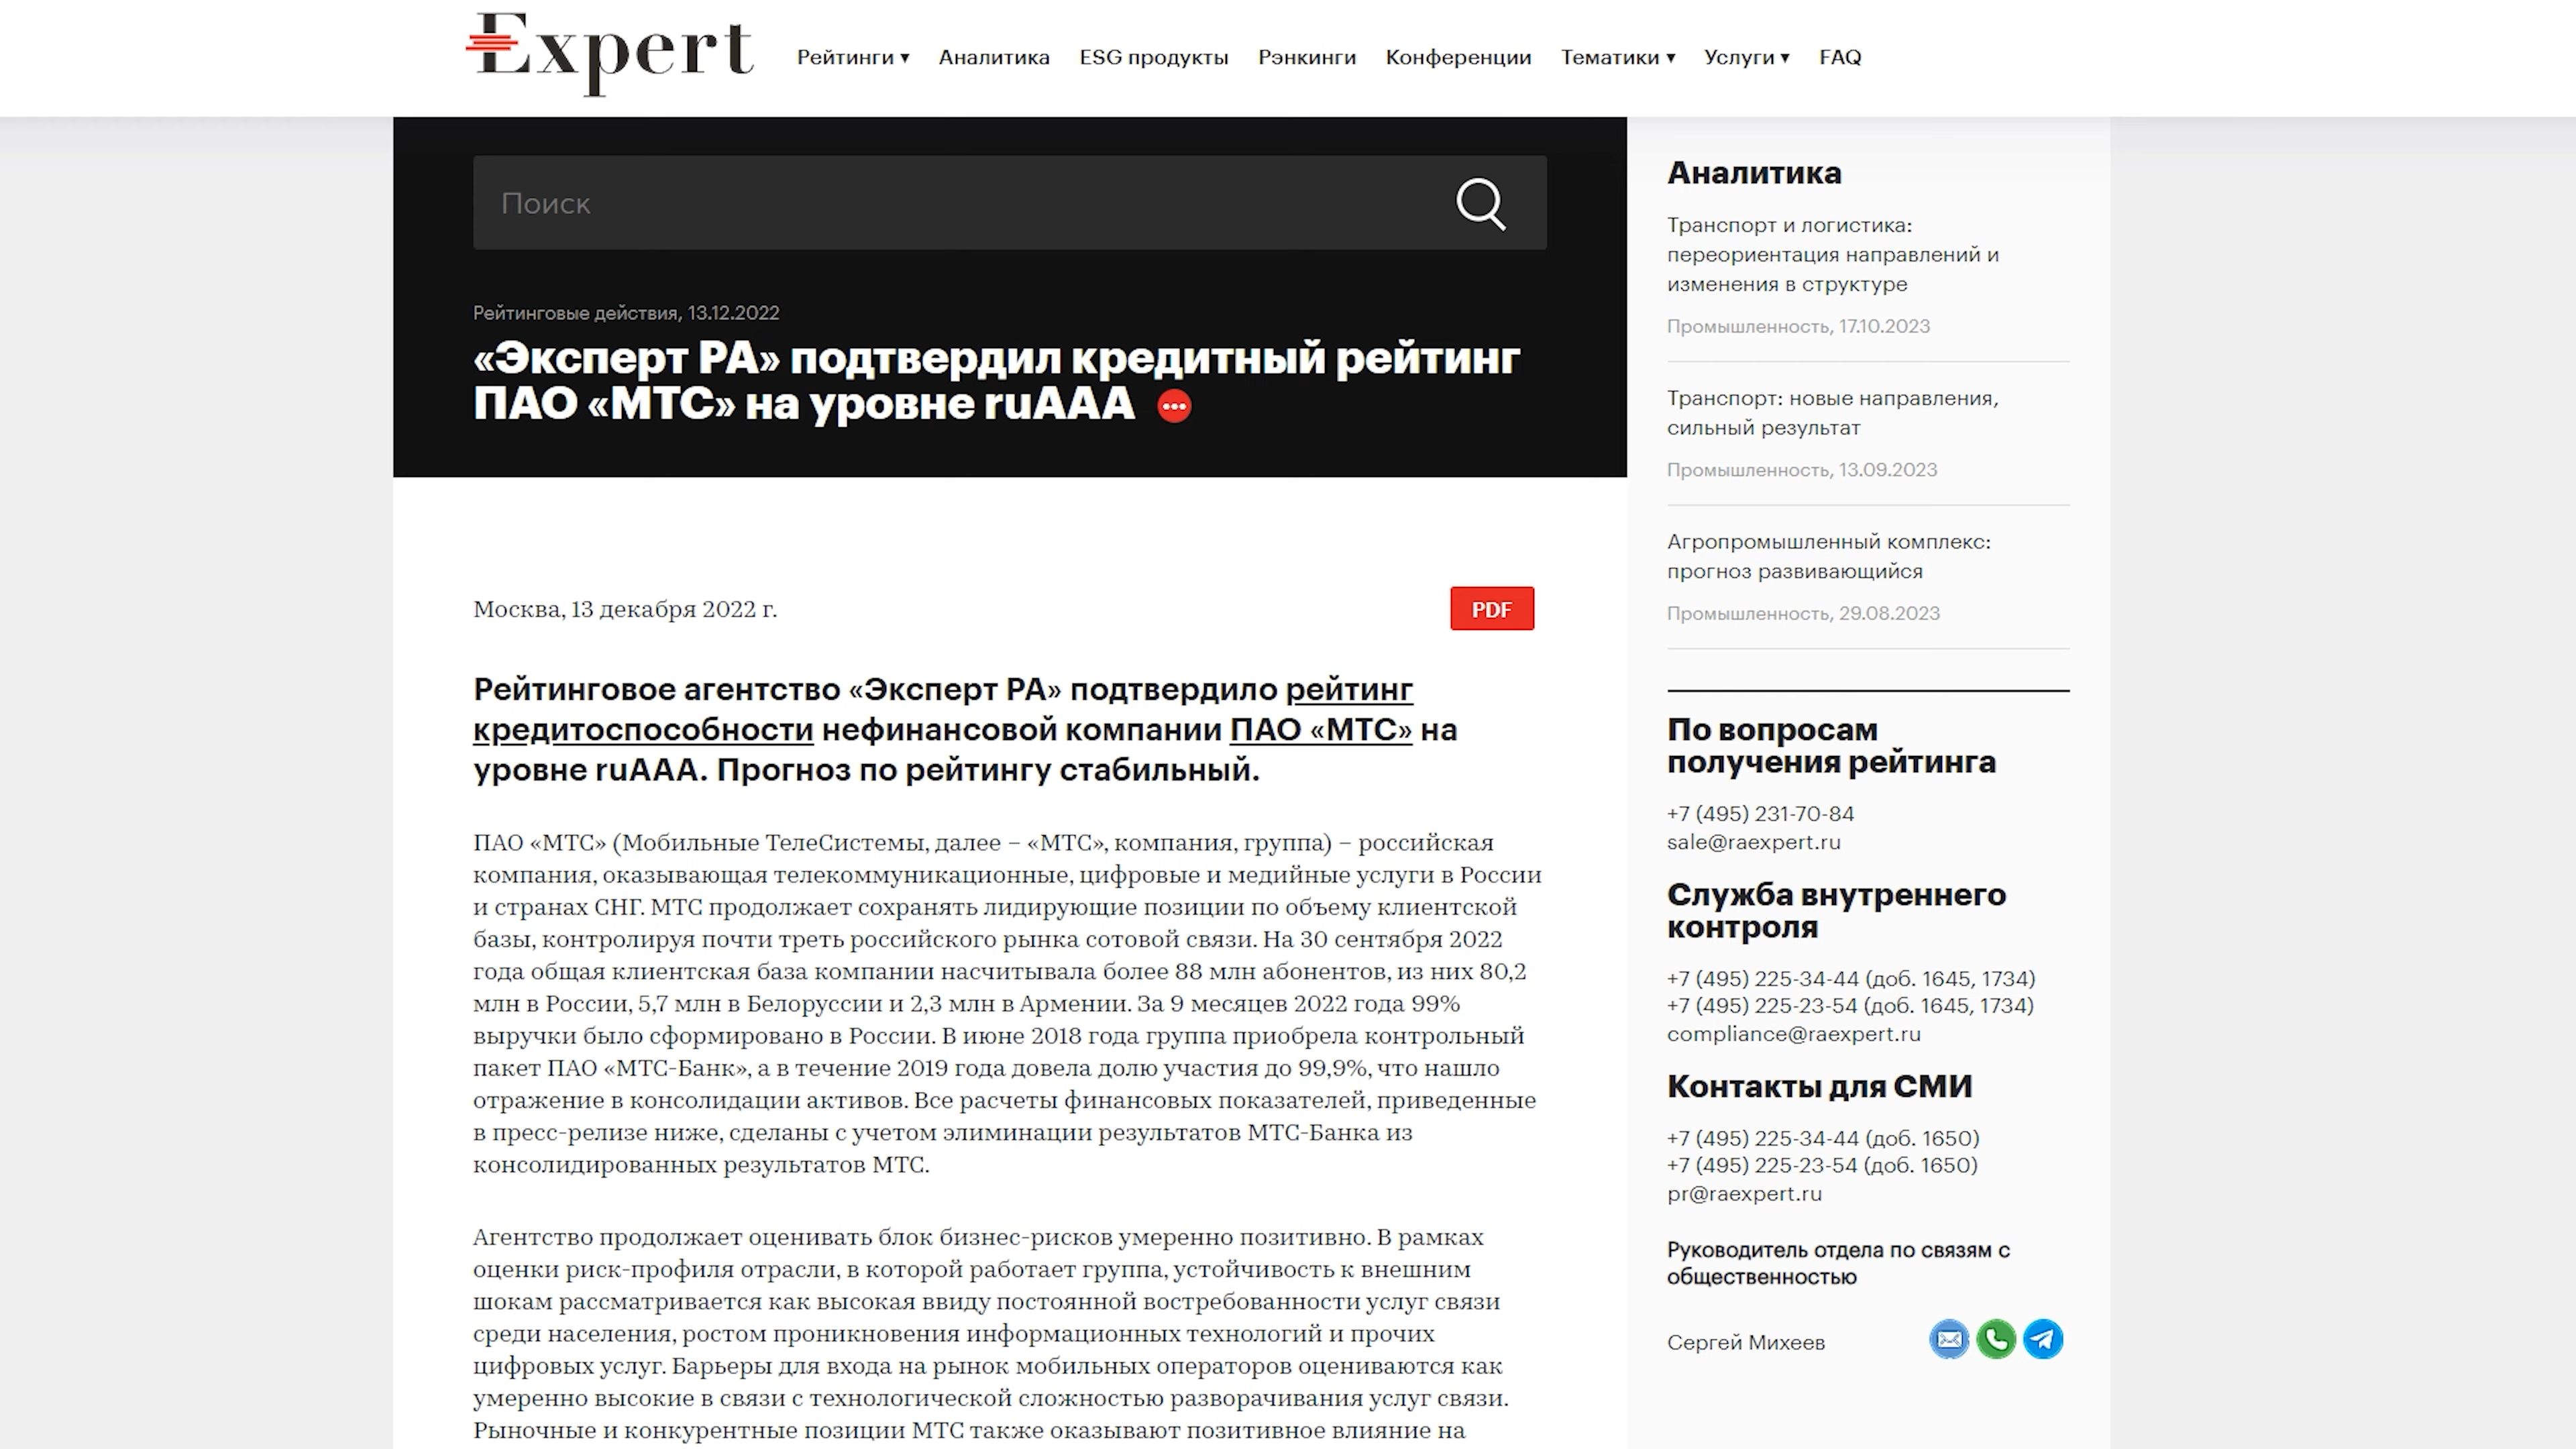 Expert
Рейтинги ▾ Аналитика ESG продукты Рэнкинги Конференции Тематики ▾ Услуги ▾ FAQ
Поиск
Рейтинговые действия, 13.12.2022
«Эксперт РА» подтвердил кредитный рейтинг
ПАО «МТС» на уровне ruAAA
Москва, 13 декабря 2022 г.
PDF
Рейтинговое агентство «Эксперт РА» подтвердило рейтинг
кредитоспособности нефинансовой компании ПАО «МТС» на
уровне ruAAA. Прогноз по рейтингу стабильный.
ПАО «МТС» (Мобильные ТелеСистемы, далее – «МТС», компания, группа) – российская
компания, оказывающая телекоммуникационные, цифровые и медийные услуги в России
и странах СНГ. МТС продолжает сохранять лидирующие позиции по объему клиентской
базы, контролируя почти треть российского рынка сотовой связи. На 30 сентября 2022
года общая клиентская база компании насчитывала более 88 млн абонентов, из них 80,2
млн в России, 5,7 млн в Белоруссии и 2,3 млн в Армении. За 9 месяцев 2022 года 99%
выручки было сформировано в России. В июне 2018 года группа приобрела контрольный
пакет ПАО «МТС-Банк», а в течение 2019 года довела долю участия до 99,9%, что нашло
отражение в консолидации активов. Все расчеты финансовых показателей, приведенные
в пресс-релизе ниже, сделаны с учетом элиминации результатов МТС-Банка из
консолидированных результатов МТС.
Агентство продолжает оценивать блок бизнес-рисков умеренно позитивно. В рамках
оценки риск-профиля отрасли, в которой работает группа, устойчивость к внешним
шокам рассматривается как высокая ввиду постоянной востребованности услуг связи
среди населения, ростом проникновения информационных технологий и прочих
цифровых услуг. Барьеры для входа на рынок мобильных операторов оцениваются как
умеренно высокие в связи с технологической сложностью разворачивания услуг связи.
Рыночные и конкурентные позиции МТС также оказывают позитивное влияние на
Аналитика
Транспорт и логистика:
переориентация направлений и
изменения в структуре
Промышленность, 17.10.2023
Транспорт: новые направления,
сильный результат
Промышленность, 13.09.2023
Агропромышленный комплекс:
прогноз развивающийся
Промышленность, 29.08.2023
По вопросам
получения рейтинга
+7 (495) 231-70-84
sale@raexpert.ru
Служба внутреннего
контроля
+7 (495) 225-34-44 (доб. 1645, 1734)
+7 (495) 225-23-54 (доб. 1645, 1734)
compliance@raexpert.ru
Контакты для СМИ
+7 (495) 225-34-44 (доб. 1650)
+7 (495) 225-23-54 (доб. 1650)
pr@raexpert.ru
Руководитель отдела по связям с
общественностью
Сергей Михеев